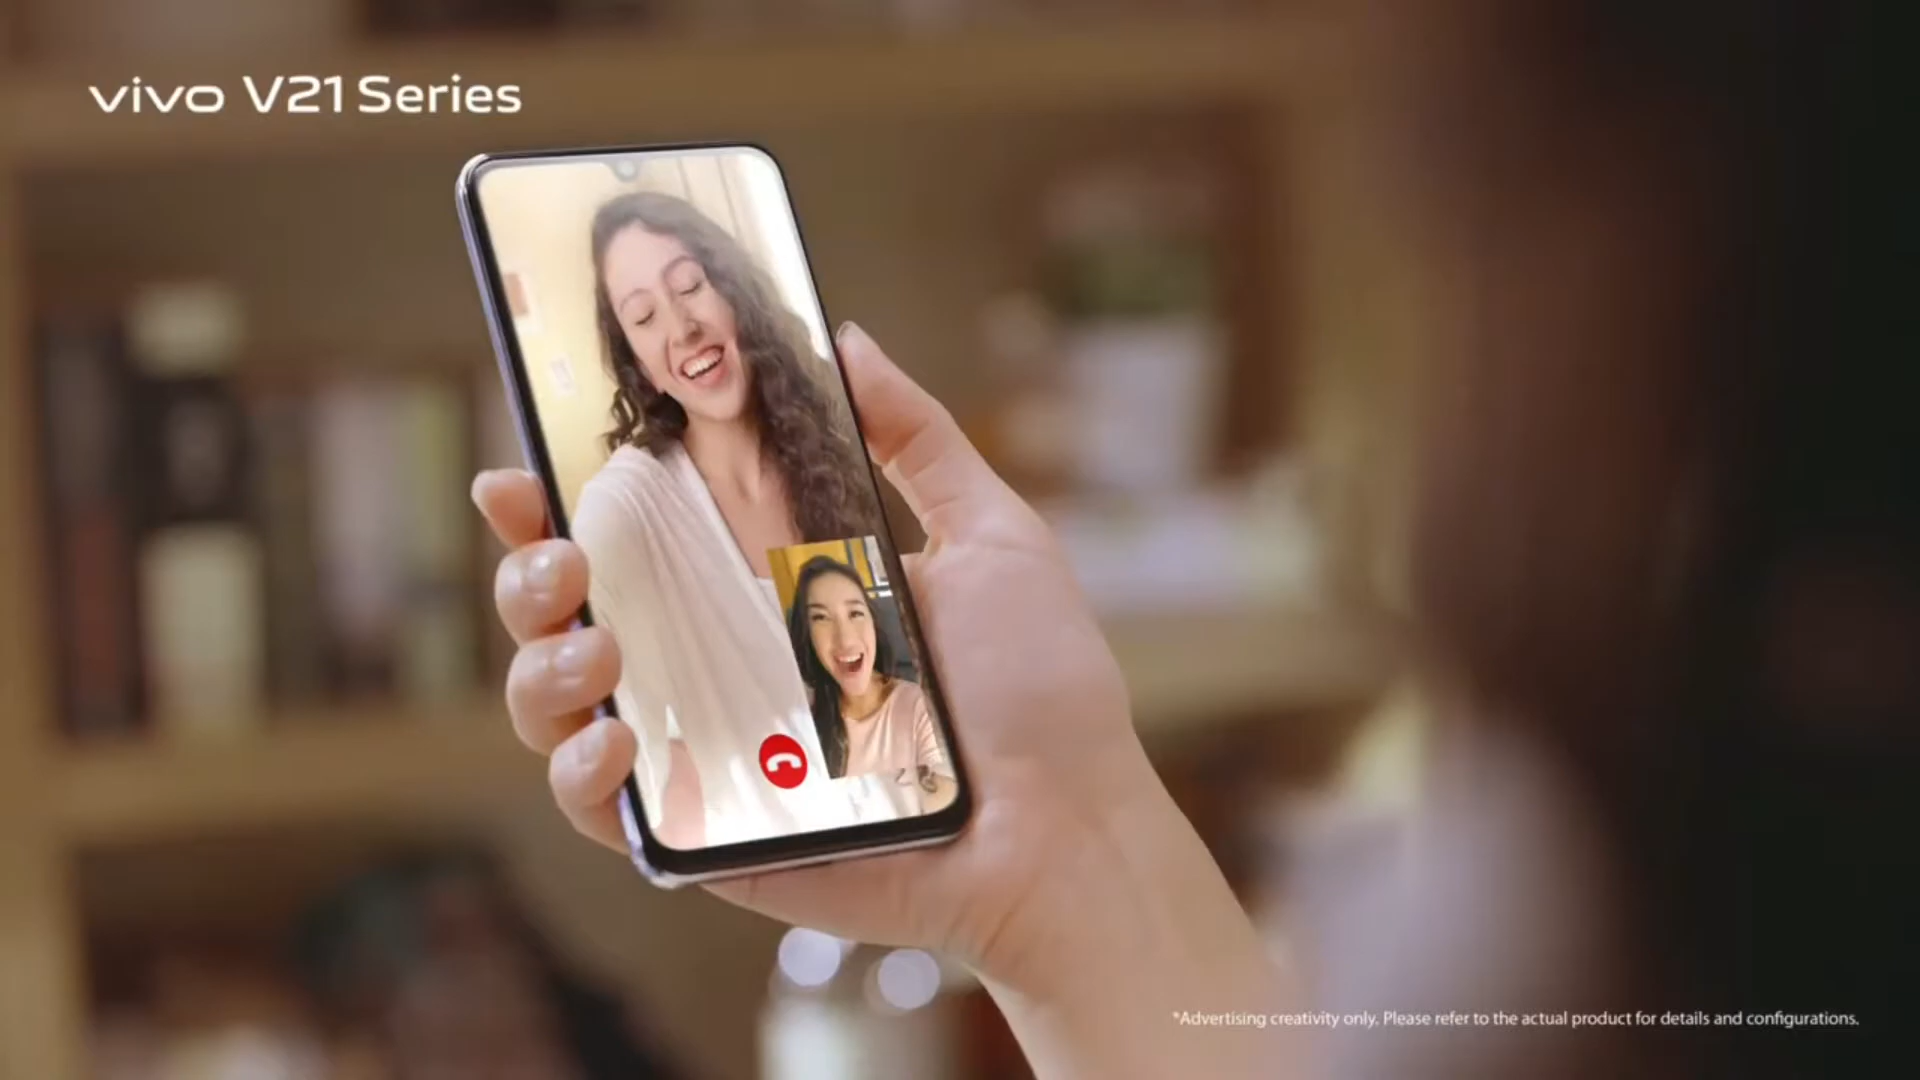 vivo V21 Series
*Advertising creativity only. Please refer to the actual product for details and configurations.